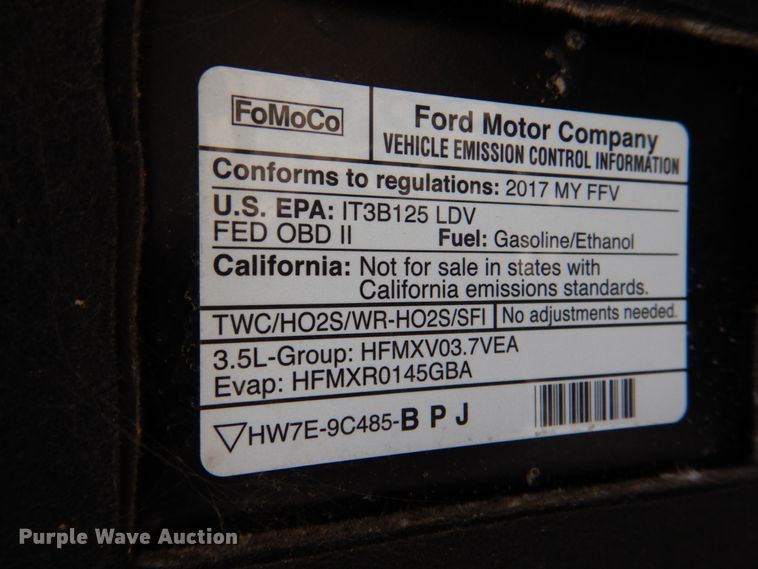 FoMoCo
Ford Motor Company
VEHICLE EMISSION CONTROL INFORMATION
Conforms to regulations: 2017 MY FFV
U.S. EPA: IT3B125 LDV
FED OBD II Fuel: Gasoline/Ethanol
California: Not for sale in states with
California emissions standards.
TWC/HO2S/WR-HO2S/SFI No adjustments needed.
3.5L-Group: HFMXV03.7VEA
Evap: HFMXR0145GBA
HW7E-9C485-B P J
Purple Wave Auction